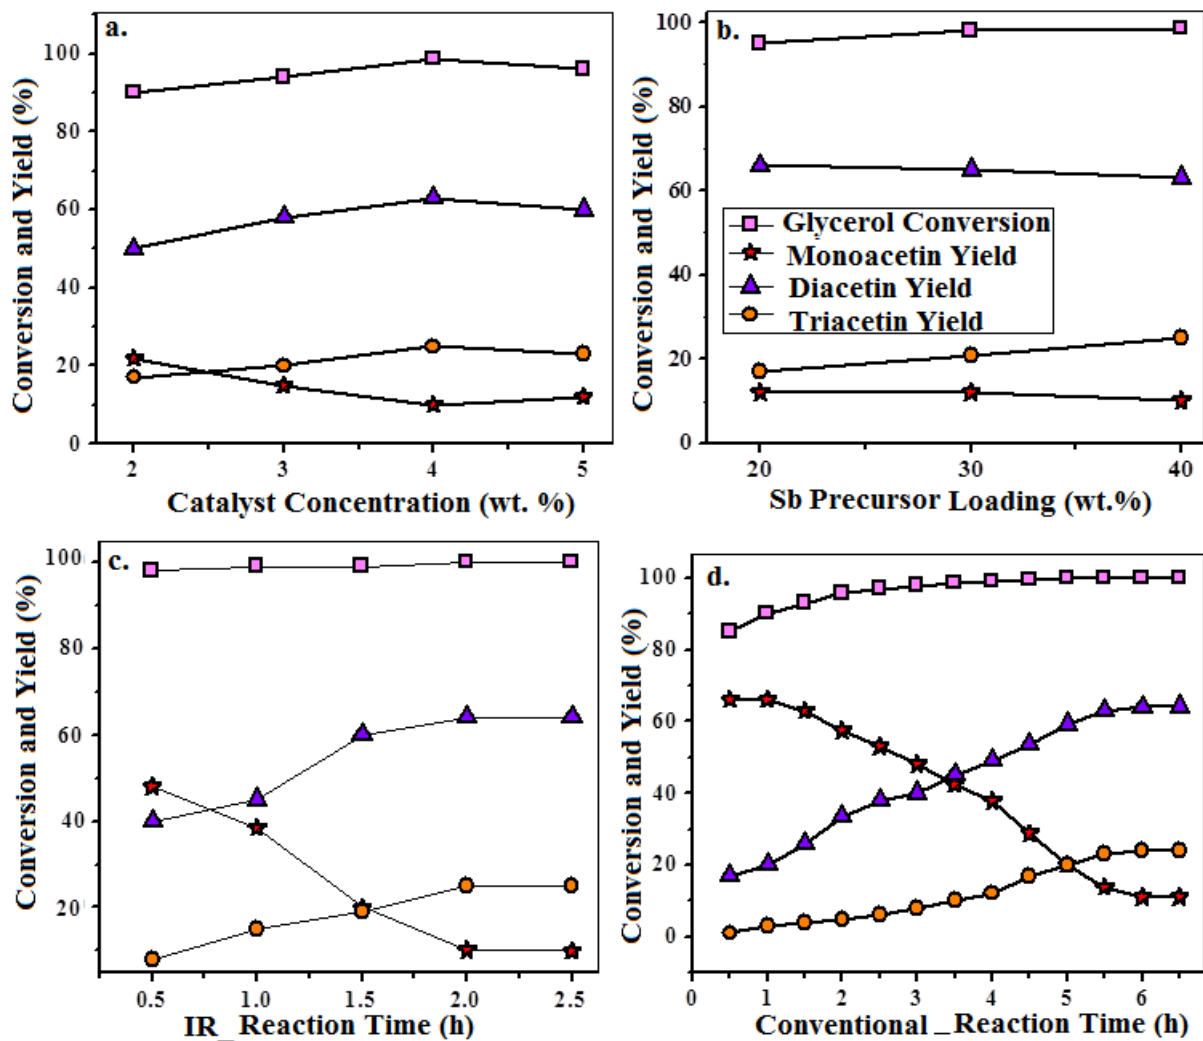 a.
Conversion and Yield (%)
100
80
60
40
20
0
2 3 4 5
Catalyst Concentration (wt. %)
b.
Conversion and Yield (%)
100
80
60
40
20
0
Glycerol Conversion
Monoacetin Yield
Diacetin Yield
Triacetin Yield
20 30 40
Sb Precursor Loading (wt.%)
c.
Conversion and Yield (%)
100
80
60
40
20
0.5 1.0 1.5 2.0 2.5
IR_ Reaction Time (h)
d.
Conversion and Yield (%)
100
80
60
40
20
0
0 1 2 3 4 5 6
Conventional _ Reaction Time (h)